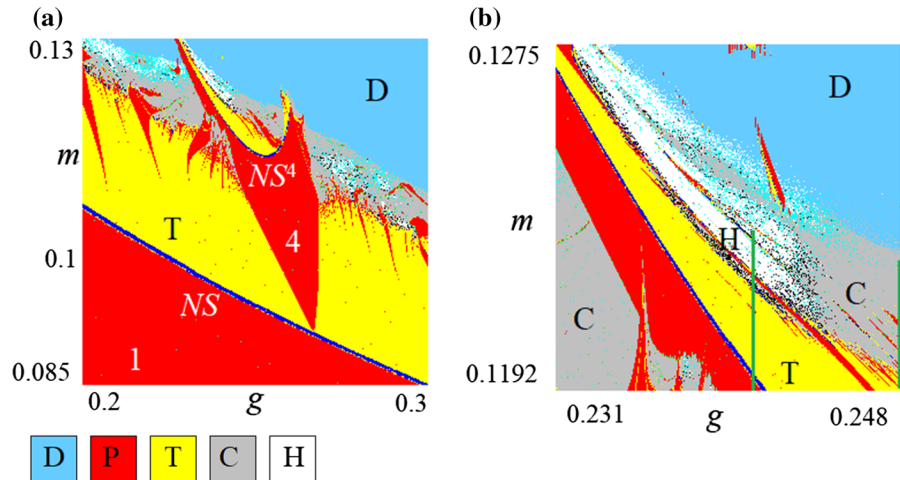 (a)
0.13
D
m
NS⁴
T
4
0.1
NS
1
0.085
0.2
g
0.3
D P T C H
(b)
0.1275
D
m
H
C
C
0.1192
T
0.231
g
0.248